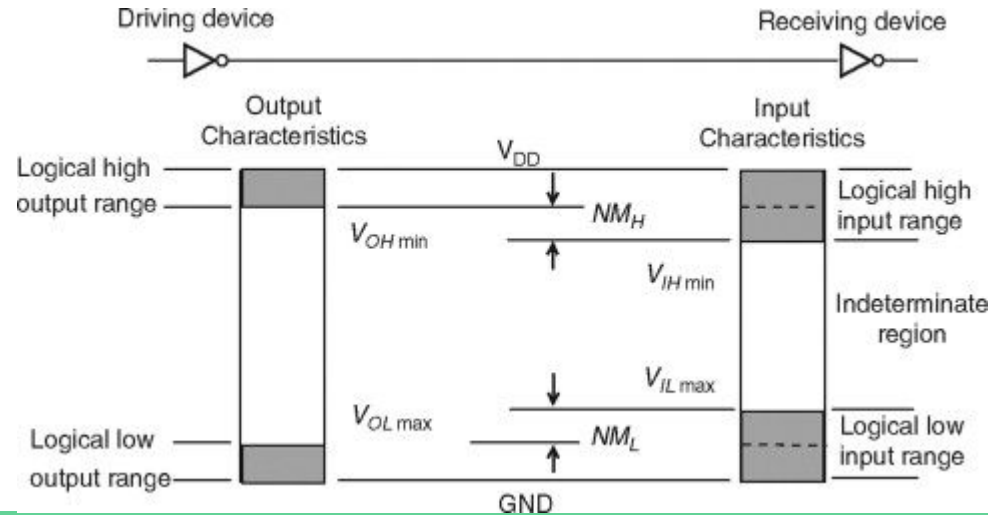 Driving device
Receiving device
Output
Characteristics
Input
Characteristics
Logical high
output range
V_DD
NM_H
V_OH min
V_IH min
Logical high
input range
Indeterminate
region
V_IL max
V_OL max
NM_L
Logical low
output range
Logical low
input range
GND